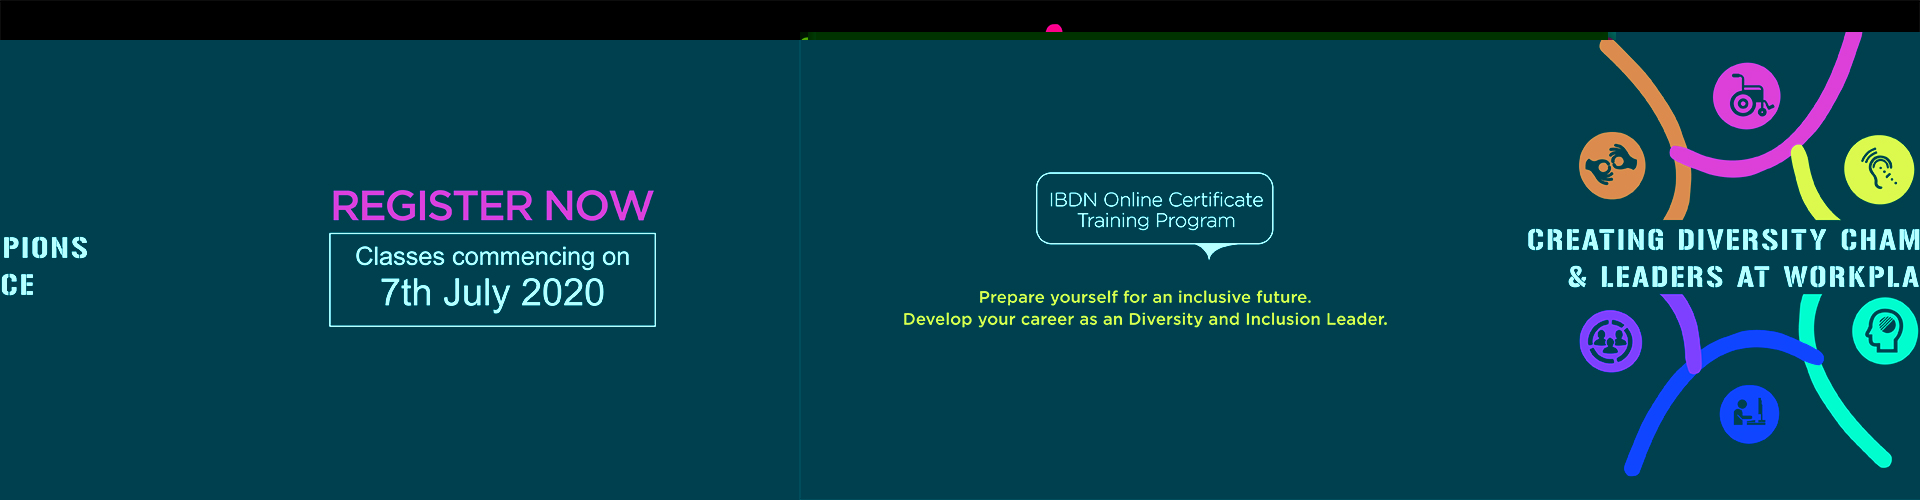 PIONS
CE
REGISTER NOW
Classes commencing on
7th July 2020
IBDN Online Certificate
Training Program
Prepare yourself for an inclusive future.
Develop your career as an Diversity and Inclusion Leader.
CREATING DIVERSITY CHAM
& LEADERS AT WORKPLA